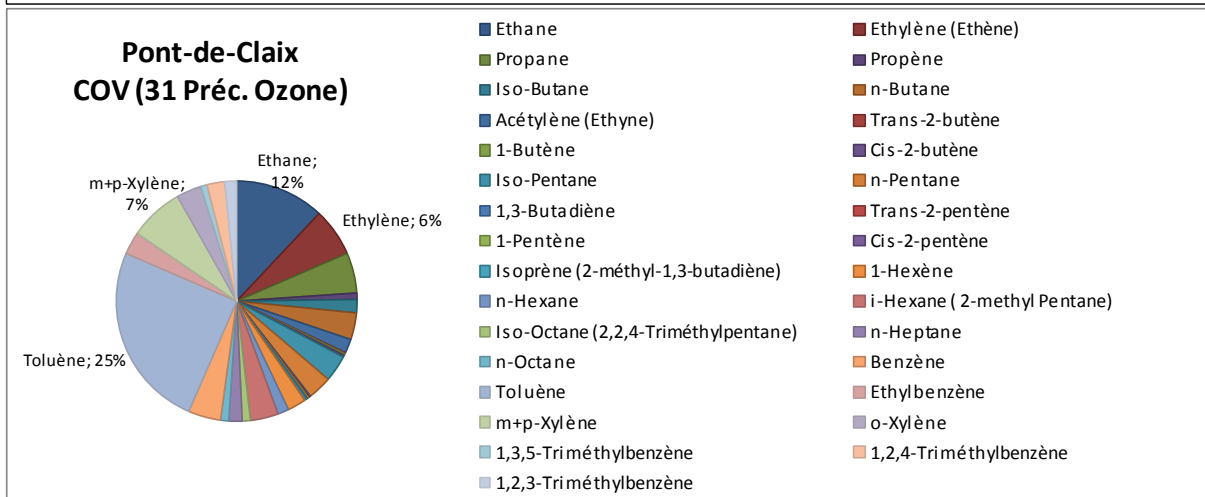 Pont-de-Claix
COV (31 Préc. Ozone)
Ethane;
12%
Ethylène; 6%
m+p-Xylène;
7%
Toluène; 25%
Ethane
Ethylène (Ethène)
Propane
Propène
Iso-Butane
n-Butane
Acétylène (Ethyne)
Trans-2-butène
1-Butène
Cis-2-butène
Iso-Pentane
n-Pentane
1,3-Butadiène
Trans-2-pentène
1-Pentène
Cis-2-pentène
Isoprène (2-méthyl-1,3-butadiène)
1-Hexène
n-Hexane
i-Hexane ( 2-methyl Pentane)
Iso-Octane (2,2,4-Triméthylpentane)
n-Heptane
n-Octane
Benzène
Toluène
Ethylbenzène
m+p-Xylène
o-Xylène
1,3,5-Triméthylbenzène
1,2,4-Triméthylbenzène
1,2,3-Triméthylbenzène